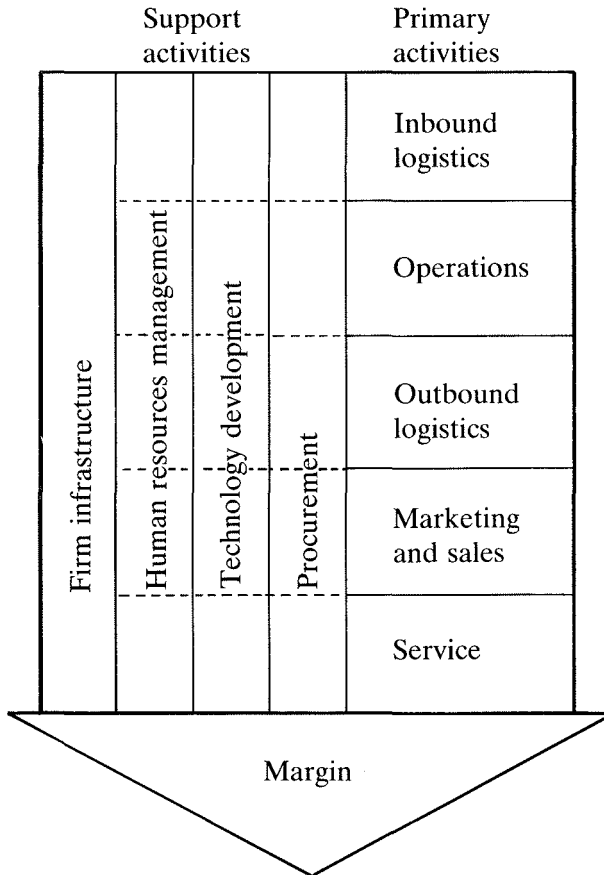 Support
activities
Primary
activities
Firm infrastructure
Human resources management
Technology development
Procurement
Inbound
logistics
Operations
Outbound
logistics
Marketing
and sales
Service
Margin